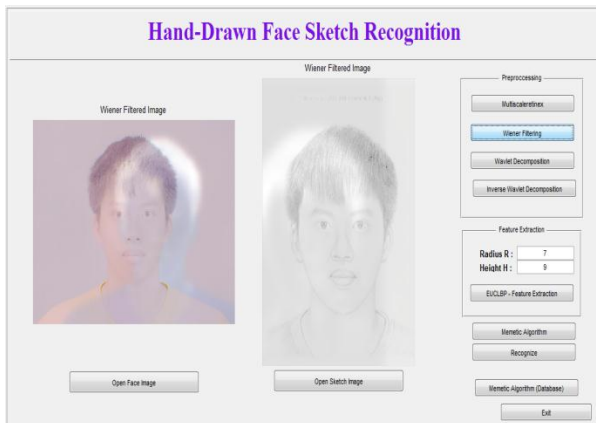 Hand-Drawn Face Sketch Recognition
Wiener Filtered Image
Wiener Filtered Image
Open Face Image
Open Sketch Image
Preproccessing
Multiscaleretinex
Wiener Filtering
Wavlet Decomposition
Inverse Wavlet Decomposition
Feature Extraction
Radius R : 7
Height H : 9
EUCLBP - Feature Extraction
Memetic Algorithm
Recognize
Memetic Algorithm (Database)
Exit